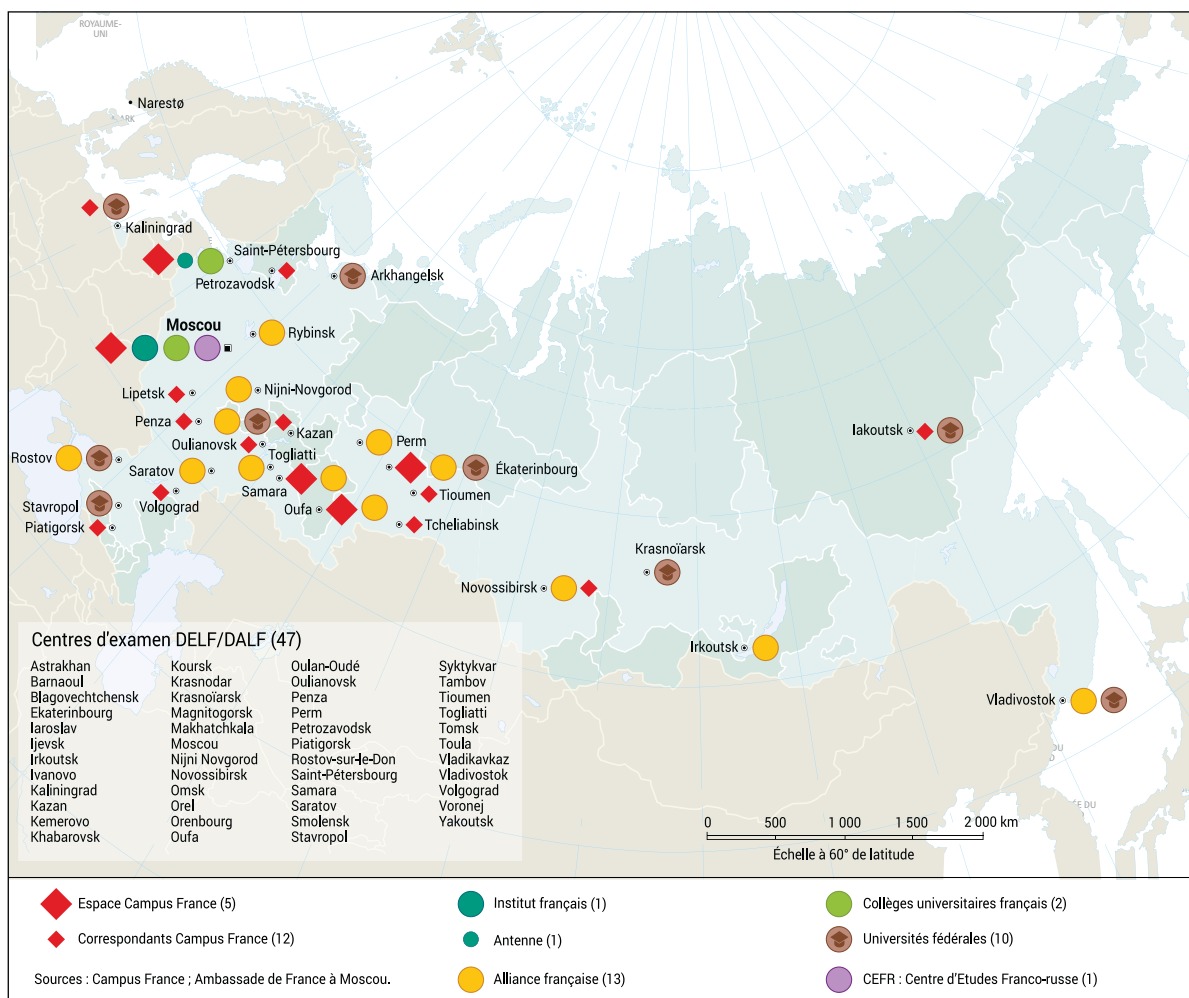 ROYAUME-
UNI
Narestø
Kaliningrad
Saint-Pétersbourg
Petrozavodsk
Arkhangelsk
Moscou
Rybinsk
Lipetsk
Nijni-Novgorod
Penza
Kazan
Oulianovsk
Togliatti
Perm
Iakoutsk
Rostov
Saratov
Samara
Ékaterinbourg
Stavropol
Volgograd
Oufa
Tioumen
Piatigorsk
Tcheliabinsk
Krasnoïarsk
Novossibirsk
Irkoutsk
Vladivostok
Centres d'examen DELF/DALF (47)
Astrakhan
Barnaoul
Blagovechtchensk
Ekaterinbourg
Iaroslav
Ijevsk
Irkoutsk
Ivanovo
Kaliningrad
Kazan
Kemerovo
Khabarovsk
Koursk
Krasnodar
Krasnoïarsk
Magnitogorsk
Makhatchkala
Moscou
Nijni Novgorod
Novossibirsk
Omsk
Orel
Orenbourg
Oufa
Oulan-Oudé
Oulianovsk
Penza
Perm
Petrozavodsk
Piatigorsk
Rostov-sur-le-Don
Saint-Pétersbourg
Samara
Saratov
Smolensk
Stavropol
Syktykvar
Tambov
Tioumen
Togliatti
Tomsk
Toula
Vladikavkaz
Vladivostok
Volgograd
Voronej
Yakoutsk
0 500 1 000 1 500 2 000 km
Échelle à 60° de latitude
Espace Campus France (5)
Correspondants Campus France (12)
Sources : Campus France ; Ambassade de France à Moscou.
Institut français (1)
Antenne (1)
Alliance française (13)
Collèges universitaires français (2)
Universités fédérales (10)
CEFR : Centre d'Etudes Franco-russe (1)